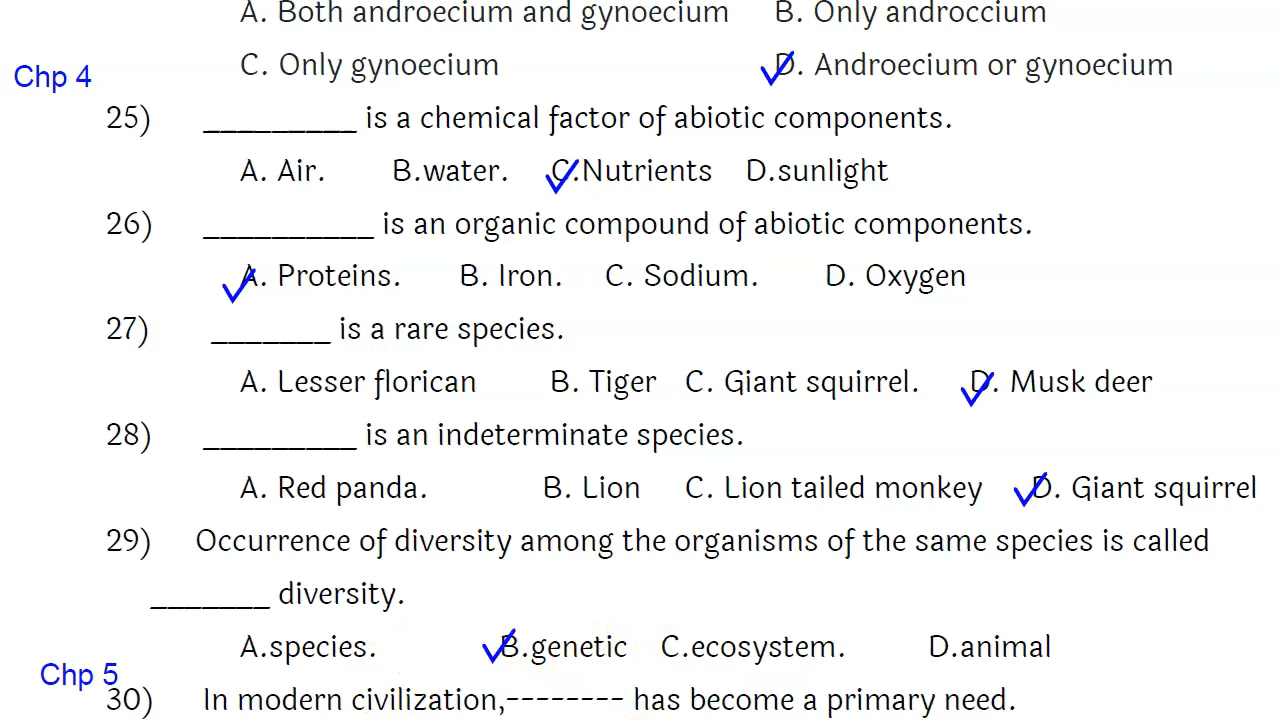 A. Both androecium and gynoecium B. Only androccium
Chp 4
C. Only gynoecium D. Androecium or gynoecium
25) _________ is a chemical factor of abiotic components.
A. Air. B.water. C.Nutrients D.sunlight
26) __________ is an organic compound of abiotic components.
A. Proteins. B. Iron. C. Sodium. D. Oxygen
27) _______ is a rare species.
A. Lesser florican B. Tiger C. Giant squirrel. D. Musk deer
28) _________ is an indeterminate species.
A. Red panda. B. Lion C. Lion tailed monkey D. Giant squirrel
29) Occurrence of diversity among the organisms of the same species is called
_______ diversity.
A.species. B.genetic C.ecosystem. D.animal
Chp 5
30) In modern civilization,-------- has become a primary need.